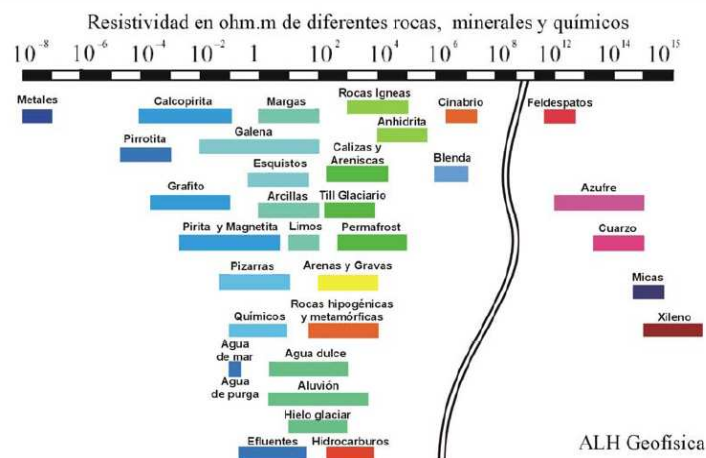 Resistividad en ohm.m de diferentes rocas, minerales y químicos
10⁻⁸ 10⁻⁶ 10⁻⁴ 10⁻² 1 10² 10⁴ 10⁶ 10⁸ 10¹² 10¹⁴ 10¹⁵
Metales
Calcopirita
Margas
Rocas Igneas
Cinabrio
Feldespatos
Anhidrita
Pirrotita
Galena
Calizas y
Areniscas
Blenda
Esquistos
Grafito
Arcillas
Till Glaciario
Azufre
Pirita y Magnetita
Limos
Permafrost
Cuarzo
Pizarras
Arenas y Gravas
Micas
Químicos
Rocas hipogénicas
y metamórficas
Xileno
Agua
de mar
Agua dulce
Agua
de purga
Aluvión
Hielo glaciar
Efluentes
Hidrocarburos
ALH Geofísica